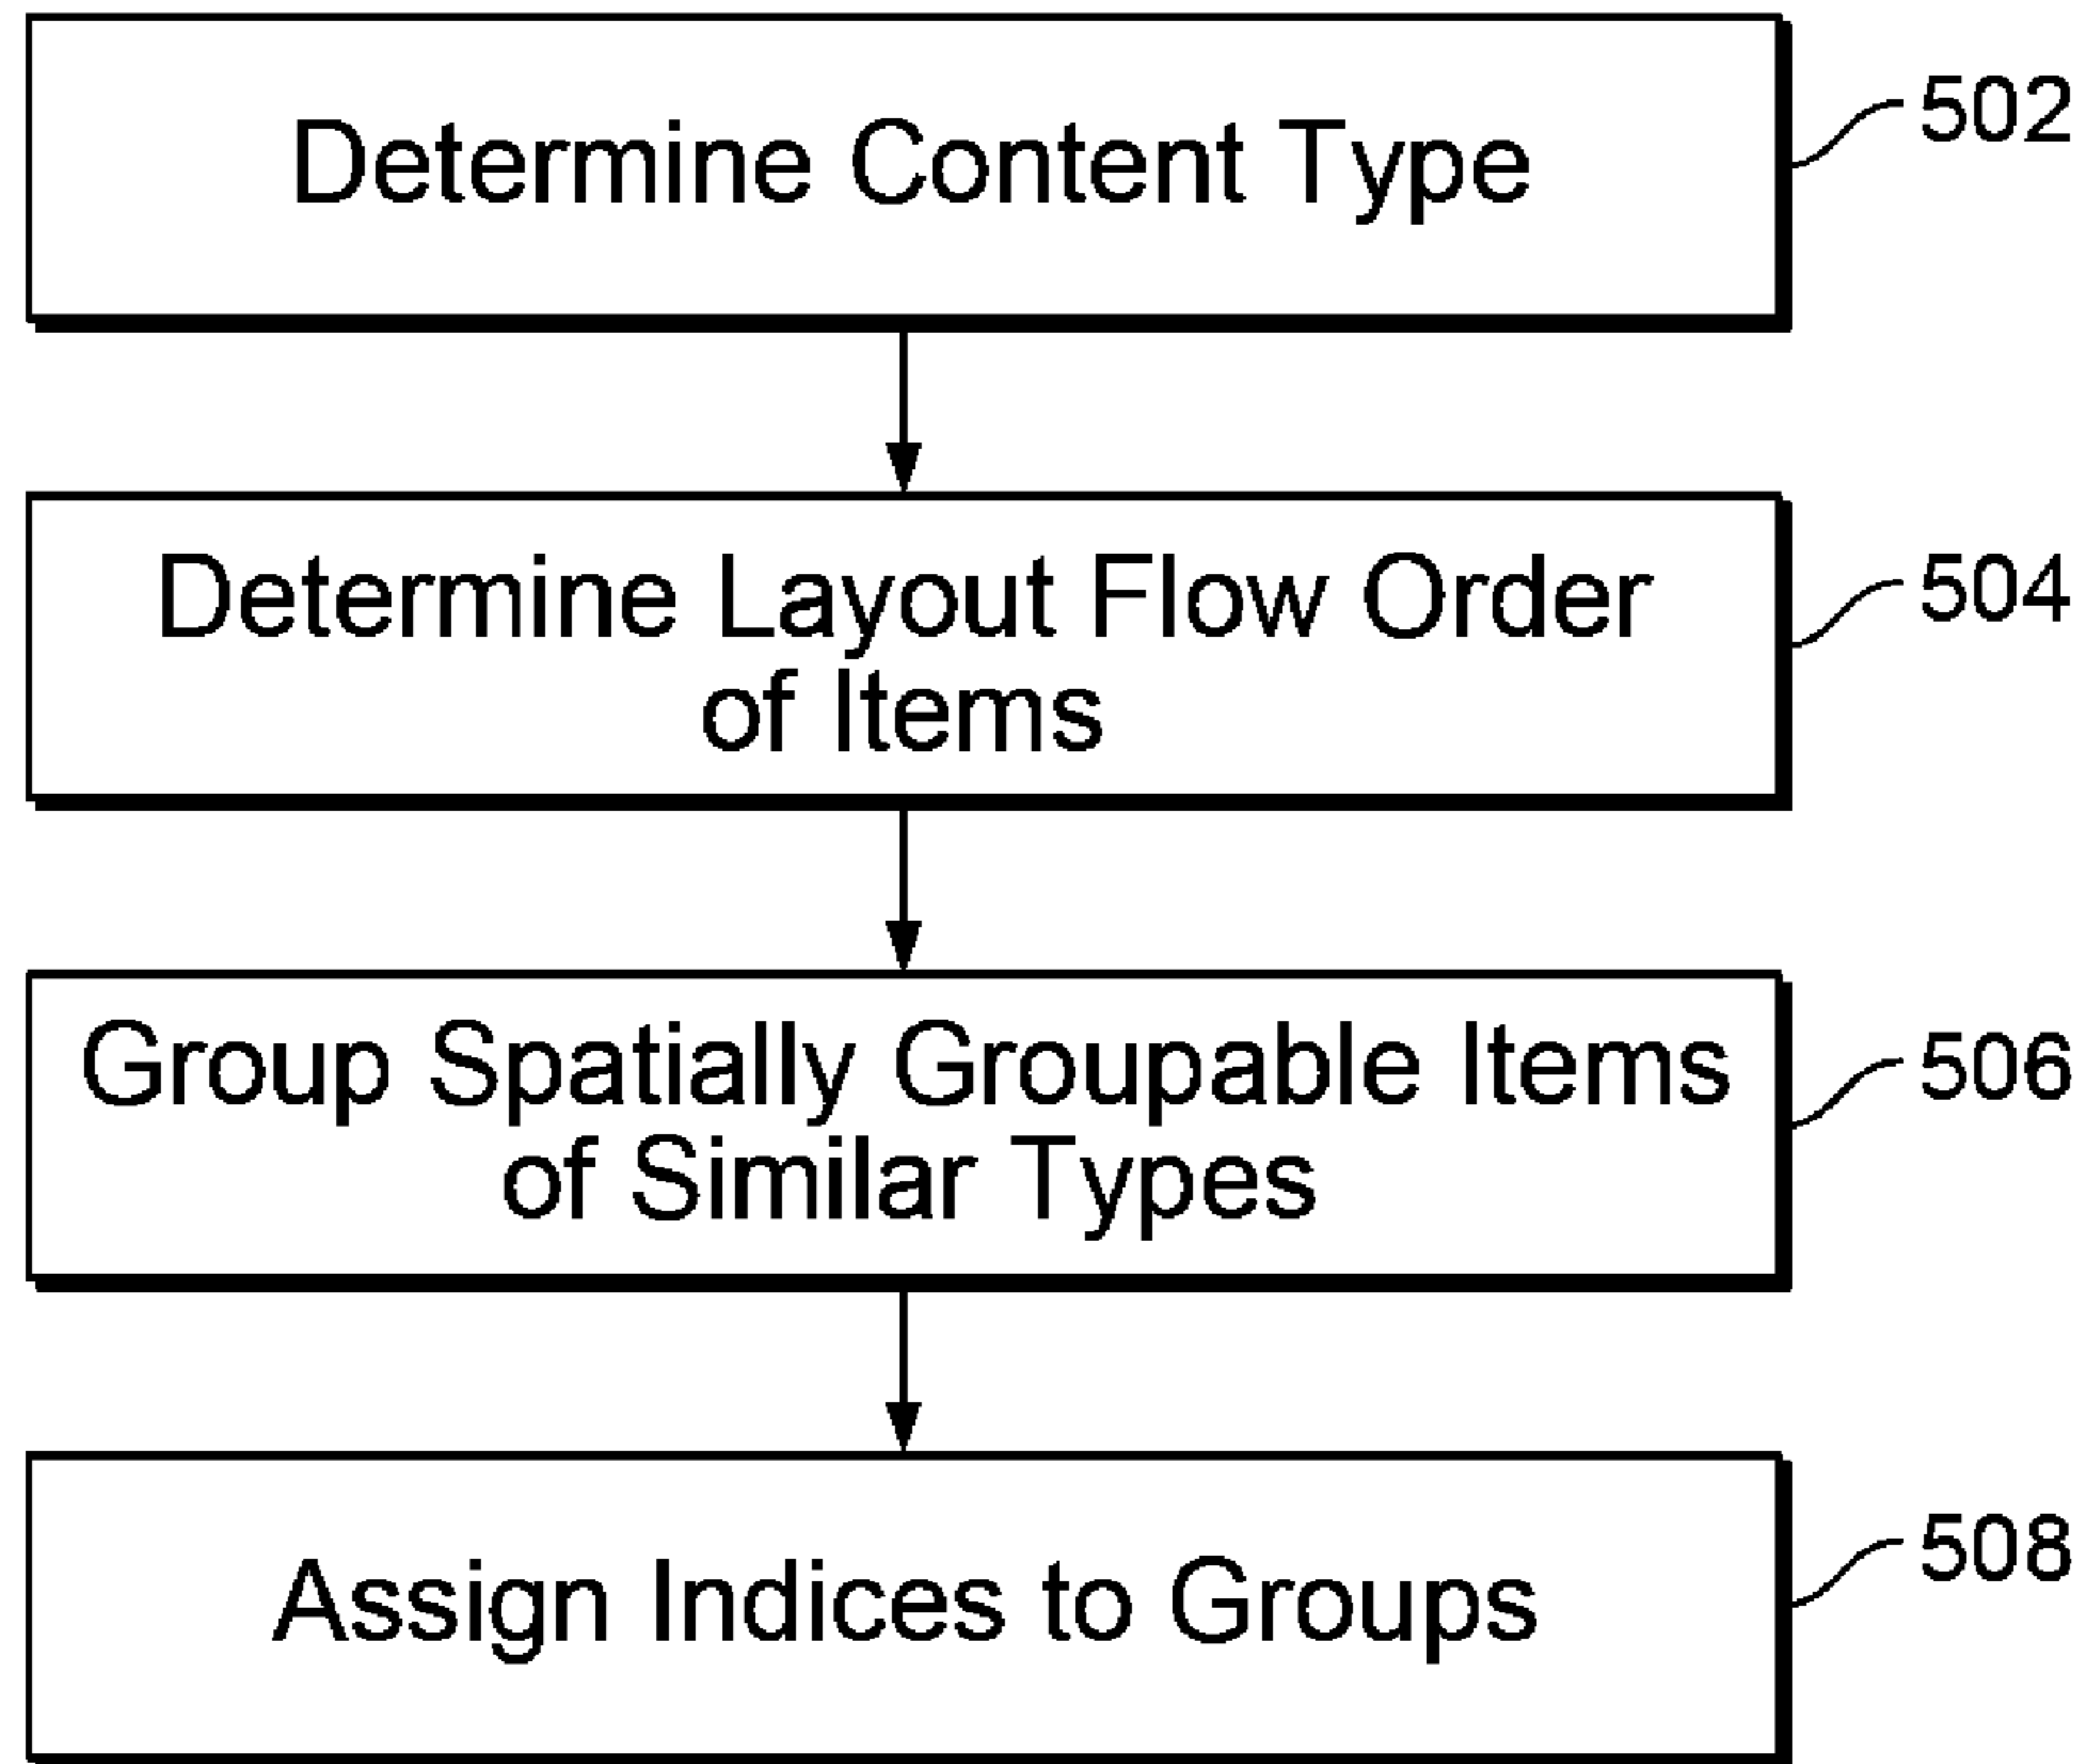 Determine Content Type
502
Determine Layout Flow Order
of Items
504
Group Spatially Groupable Items
of Similar Types
506
Assign Indices to Groups
508